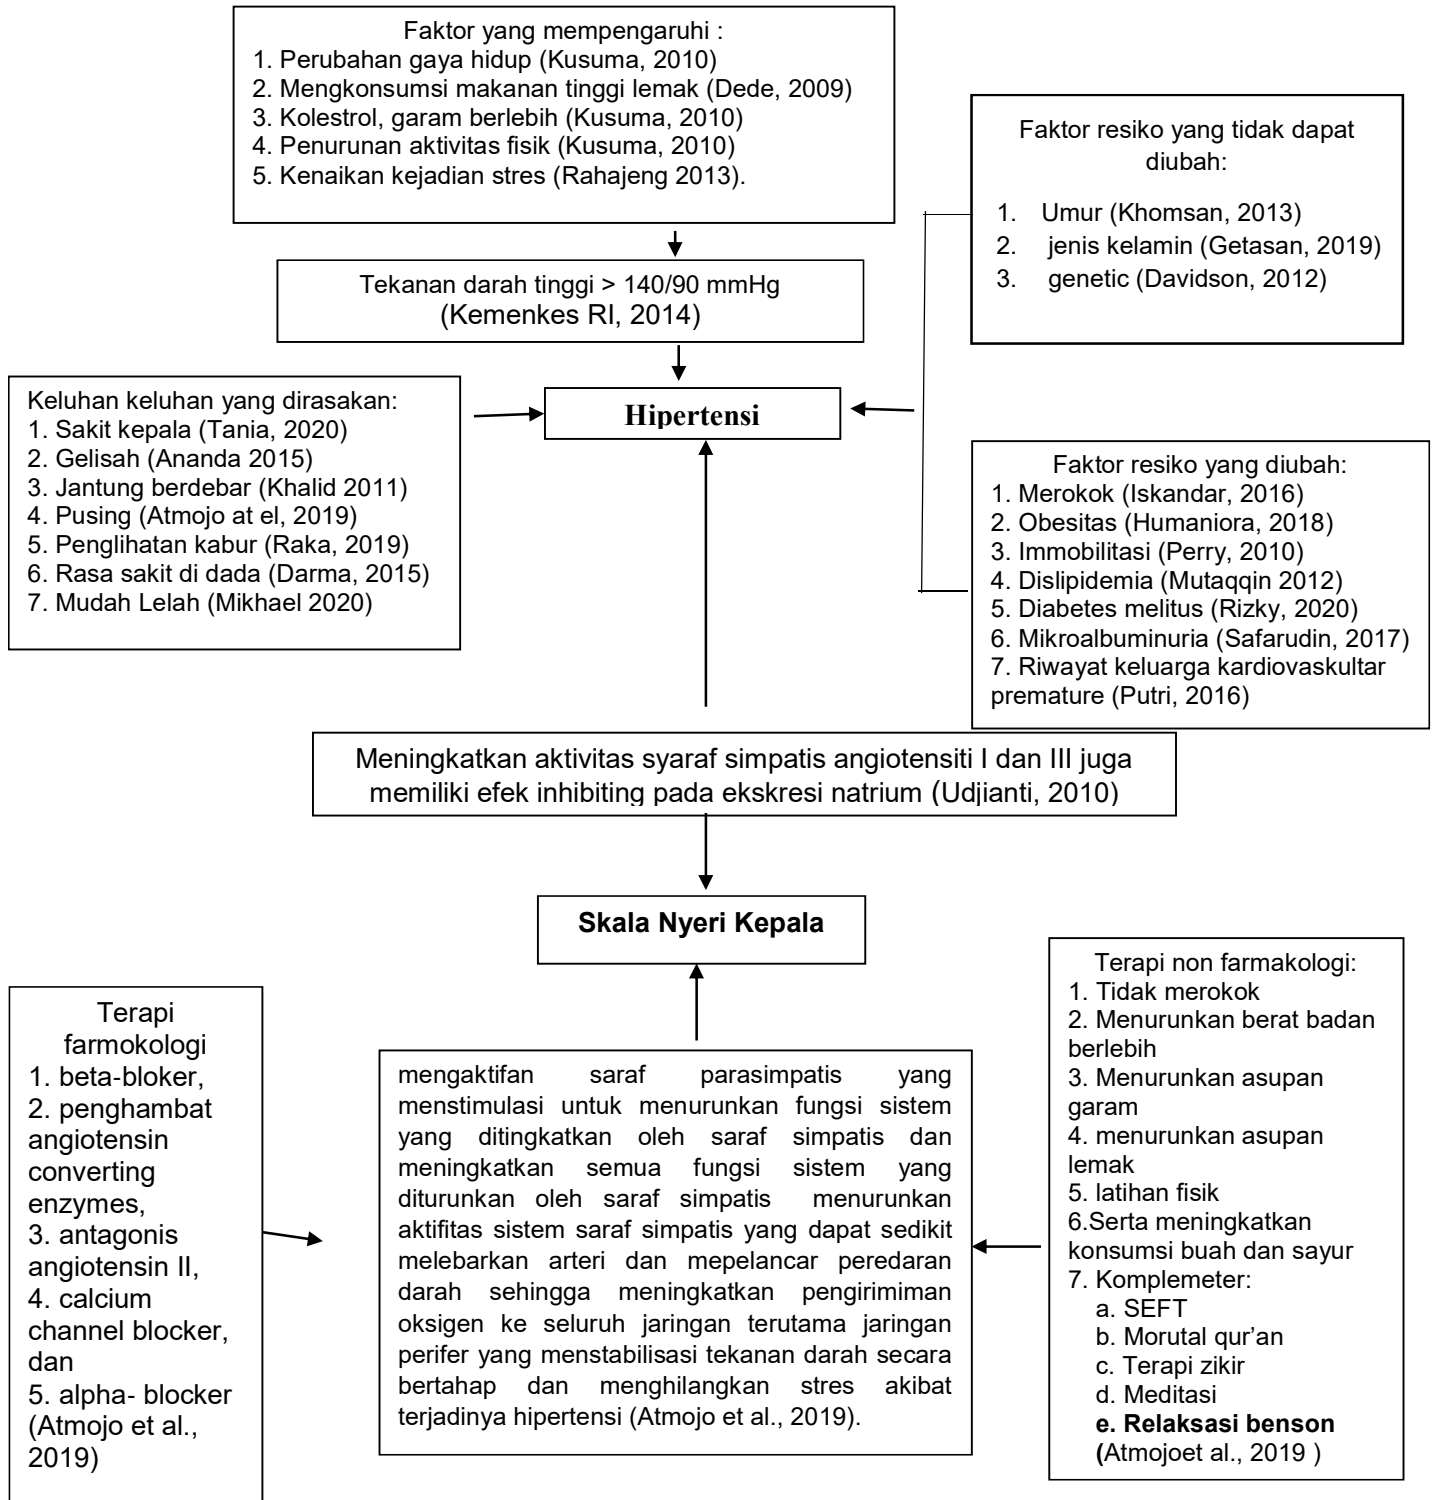 Faktor yang mempengaruhi :
1. Perubahan gaya hidup (Kusuma, 2010)
2. Mengkonsumsi makanan tinggi lemak (Dede, 2009)
3. Kolestrol, garam berlebih (Kusuma, 2010)
4. Penurunan aktivitas fisik (Kusuma, 2010)
5. Kenaikan kejadian stres (Rahajeng 2013).
Faktor resiko yang tidak dapat
diubah:
1. Umur (Khomsan, 2013)
2. jenis kelamin (Getasan, 2019)
3. genetic (Davidson, 2012)
Tekanan darah tinggi > 140/90 mmHg
(Kemenkes RI, 2014)
Keluhan keluhan yang dirasakan:
1. Sakit kepala (Tania, 2020)
2. Gelisah (Ananda 2015)
3. Jantung berdebar (Khalid 2011)
4. Pusing (Atmojo at el, 2019)
5. Penglihatan kabur (Raka, 2019)
6. Rasa sakit di dada (Darma, 2015)
7. Mudah Lelah (Mikhael 2020)
Hipertensi
Faktor resiko yang diubah:
1. Merokok (Iskandar, 2016)
2. Obesitas (Humaniora, 2018)
3. Immobilitasi (Perry, 2010)
4. Dislipidemia (Mutaqqin 2012)
5. Diabetes melitus (Rizky, 2020)
6. Mikroalbuminuria (Safarudin, 2017)
7. Riwayat keluarga kardiovaskultar
premature (Putri, 2016)
Meningkatkan aktivitas syaraf simpatis angiotensiti I dan III juga
memiliki efek inhibiting pada ekskresi natrium (Udjianti, 2010)
Skala Nyeri Kepala
Terapi
farmokologi
1. beta-bloker,
2. penghambat
angiotensin
converting
enzymes,
3. antagonis
angiotensin II,
4. calcium
channel blocker,
dan
5. alpha- blocker
(Atmojo et al.,
2019)
mengaktifan saraf parasimpatis yang
menstimulasi untuk menurunkan fungsi sistem
yang ditingkatkan oleh saraf simpatis dan
meningkatkan semua fungsi sistem yang
diturunkan oleh saraf simpatis menurunkan
aktifitas sistem saraf simpatis yang dapat sedikit
melebarkan arteri dan mepelancar peredaran
darah sehingga meningkatkan pengirimiman
oksigen ke seluruh jaringan terutama jaringan
perifer yang menstabilisasi tekanan darah secara
bertahap dan menghilangkan stres akibat
terjadinya hipertensi (Atmojo et al., 2019).
Terapi non farmakologi:
1. Tidak merokok
2. Menurunkan berat badan
berlebih
3. Menurunkan asupan
garam
4. menurunkan asupan
lemak
5. latihan fisik
6.Serta meningkatkan
konsumsi buah dan sayur
7. Komplemeter:
a. SEFT
b. Morutal qur’an
c. Terapi zikir
d. Meditasi
e. Relaksasi benson
(Atmojoet al., 2019 )